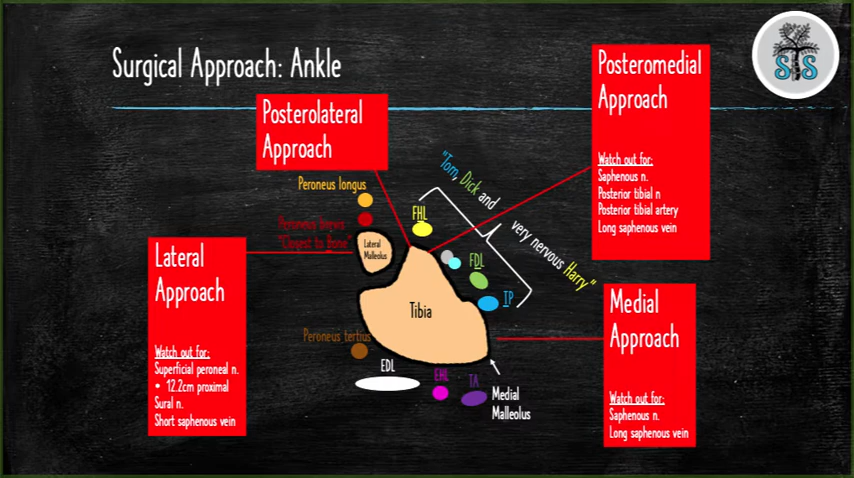 Surgical Approach: Ankle
STS
Posterolateral
Approach
Posteromedial
Approach
Watch out for:
Saphenous n.
Posterior tibial n
Posterior tibial artery
Long saphenous vein
"Tom, Dick and very nervous Harry"
Peroneus longus
Peroneus brevis
"Closest to Bone"
Lateral
Malleolus
FHL
FDL
TP
Tibia
Lateral
Approach
Watch out for:
Superficial peroneal n.
• 12.2cm proximal
Sural n.
Short saphenous vein
Peroneus tertius
EDL
EHL
TA
Medial
Malleolus
Medial
Approach
Watch out for:
Saphenous n.
Long saphenous vein